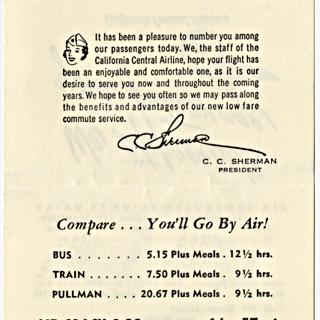 It has been a pleasure to number you among
our passengers today. We, the staff of the
California Central Airline, hope your flight has
been an enjoyable and comfortable one, as it is our
desire to serve you now and throughout the coming
years. We hope to see you often so we may pass along
the benefits and advantages of our new low fare
commute service.
C C Sherman
C. C. SHERMAN
PRESIDENT
Compare . . . You'll Go By Air!
BUS . . . . . . . 5.15 Plus Meals . 12½ hrs.
TRAIN . . . . . . 7.50 Plus Meals . 9½ hrs.
PULLMAN . . . . 20.67 Plus Meals . 9½ hrs.